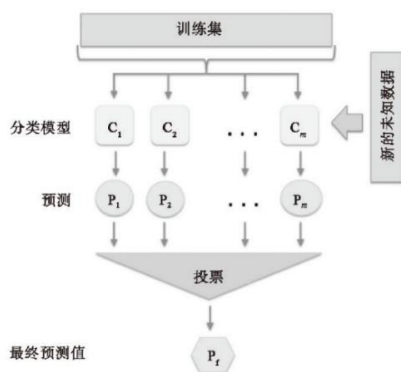 训练集
分类模型 C₁ C₂ ... Cₘ
新的未知数据
预测 P₁ P₂ ... Pₘ
投票
最终预测值 P_f